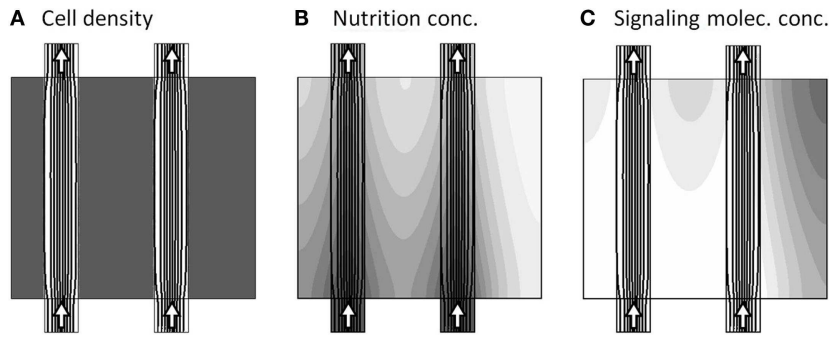 A Cell density
B Nutrition conc.
C Signaling molec. conc.